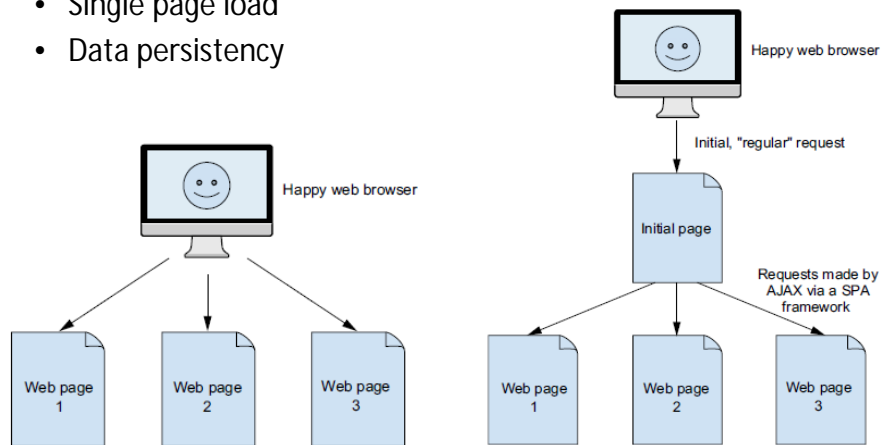 • Single page load
• Data persistency
Happy web browser
Web page
1
Web page
2
Web page
3
Happy web browser
Initial, "regular" request
Initial page
Requests made by
AJAX via a SPA
framework
Web page
1
Web page
2
Web page
3